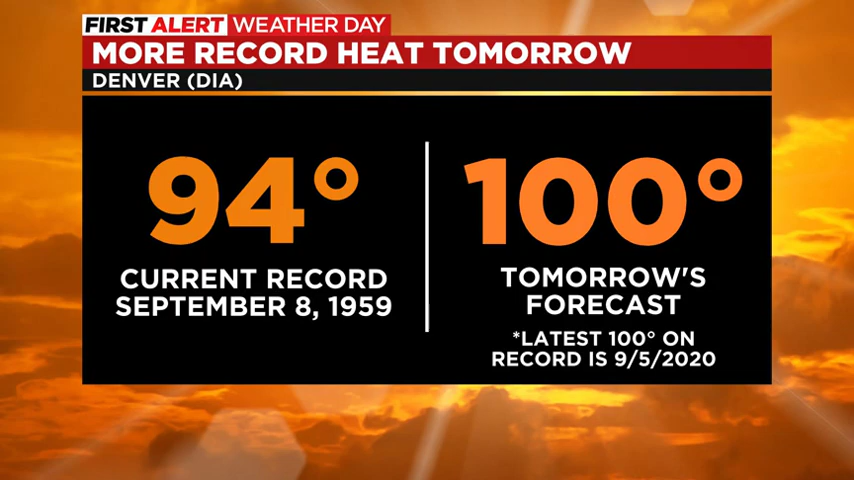 FIRST ALERT WEATHER DAY
MORE RECORD HEAT TOMORROW
DENVER (DIA)
94°
CURRENT RECORD
SEPTEMBER 8, 1959
100°
TOMORROW'S
FORECAST
*LATEST 100° ON
RECORD IS 9/5/2020